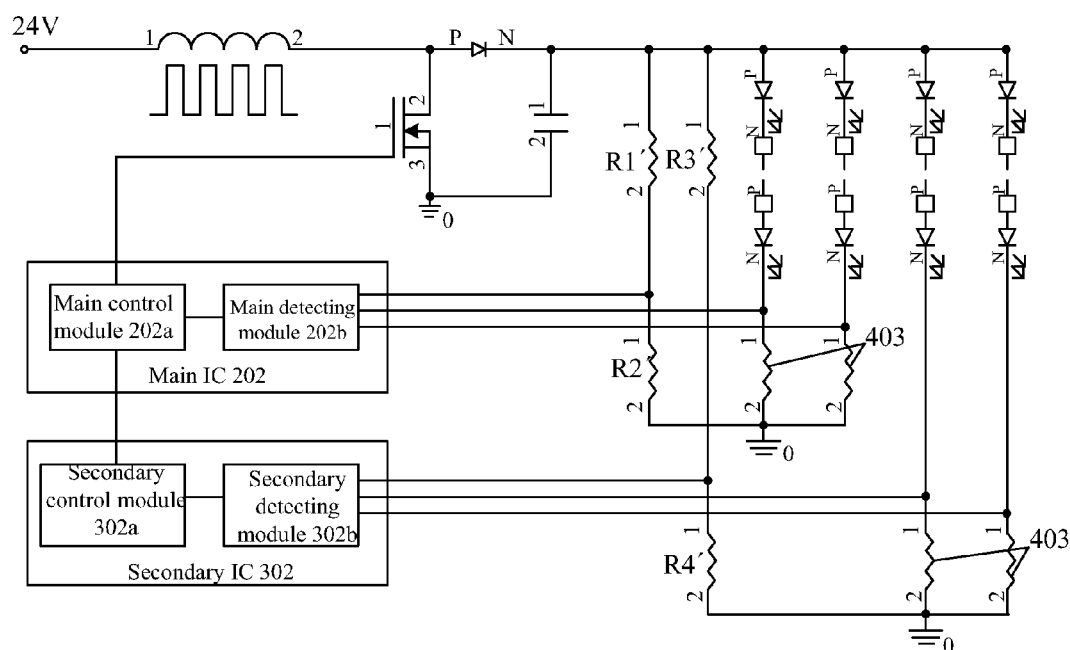 24V
1 2
P N
1
2
3
0
1
2
R1´
1
2
R3´
1
2
P
N
P
N
P
N
P
N
P
N
P
N
P
N
P
N
Main control
module 202a
Main detecting
module 202b
Main IC 202
R2´
1
2
1
2
1
2
403
0
Secondary
control module
302a
Secondary
detecting
module 302b
Secondary IC 302
R4´
1
2
1
2
1
2
403
0